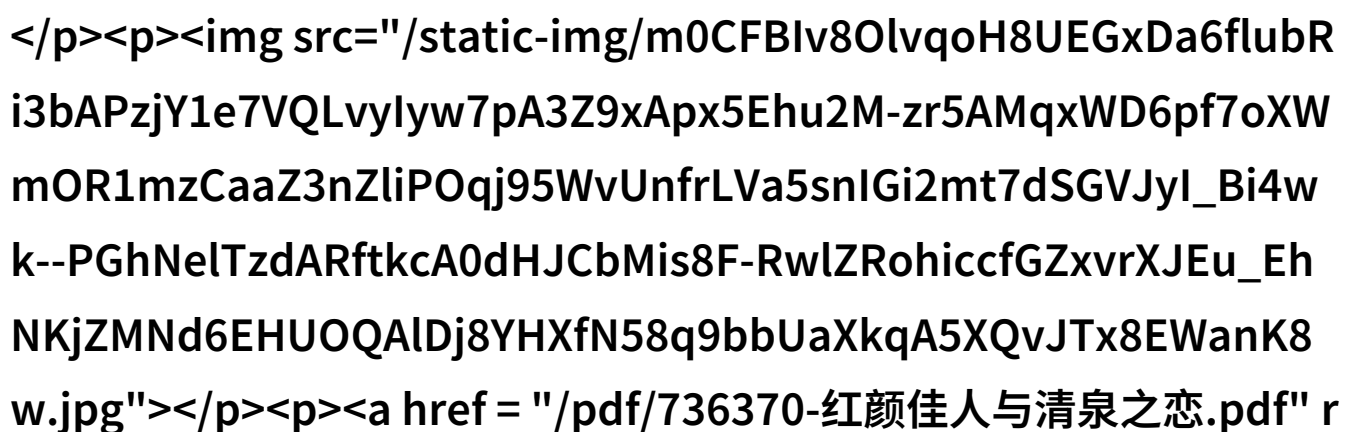 </p><p><img src="/static-img/m0CFBIv8OlvqoH8UEGxDa6flubR
i3bAPzjY1e7VQLvyIyw7pA3Z9xApx5Ehu2M-zr5AMqxWD6pf7oXW
mOR1mzCaaZ3nZliPOqj95WvUnfrLVa5snIGi2mt7dSGVJyI_Bi4w
k--PGhNelTzdARftkcA0dHJCbMis8F-RwlZRohiccfGZxvrXJEu_Eh
NKjZMNd6EHUOQAlDj8YHXfN58q9bbUaXkqA5XQvJTx8EWanK8
w.jpg"></p><p><a href = "/pdf/736370-红颜佳人与清泉之恋.pdf" r